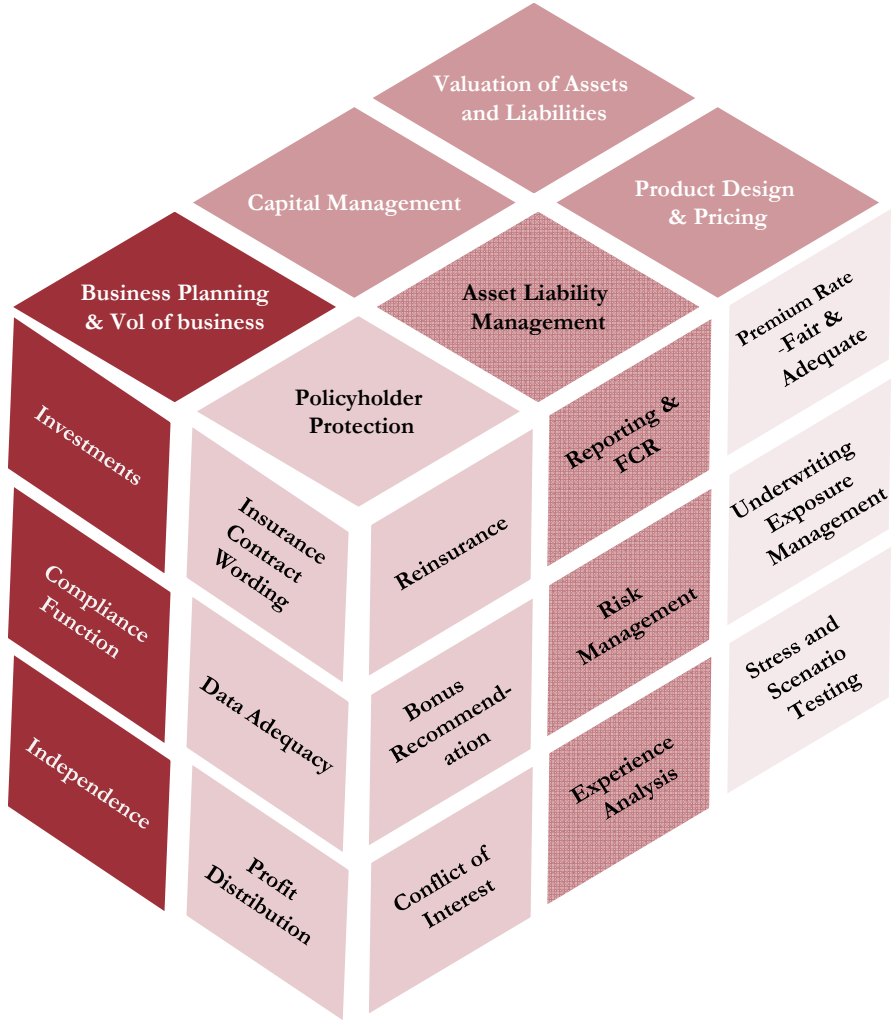 Valuation of Assets
and Liabilities
Capital Management
Product Design
& Pricing
Business Planning
& Vol of business
Asset Liability
Management
Policyholder
Protection
Investments
Compliance
Function
Independence
Insurance
Contract
Wording
Data Adequacy
Profit
Distribution
Reinsurance
Bonus
Recommend-
ation
Conflict of
Interest
Reporting &
FCR
Risk
Management
Experience
Analysis
Premium Rate
-Fair &
Adequate
Underwriting
Exposure
Management
Stress and
Scenario
Testing